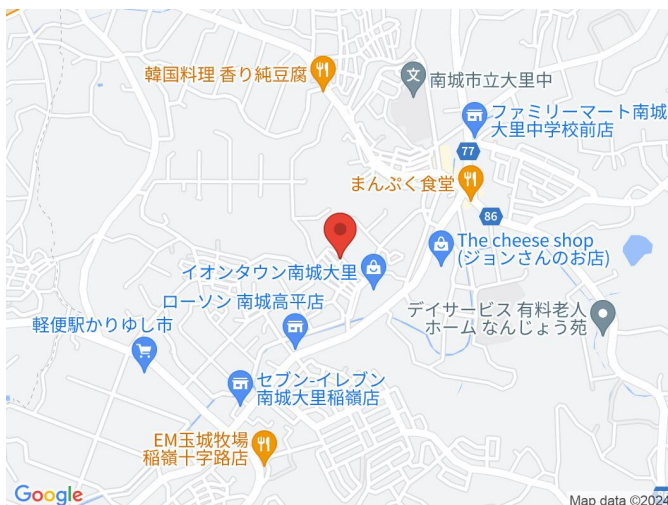 韓国料理 香り純豆腐
文
南城市立大里中
ファミリーマート南城
大里中学校前店
77
まんぷく食堂
86
The cheese shop
(ジョンさんのお店)
イオンタウン南城大里
ローソン 南城高平店
デイサービス 有料老人
ホーム なんじょう苑
軽便駅かりゆし市
セブン-イレブン
南城大里稲嶺店
EM玉城牧場
稲嶺十字路店
Google
Map data ©2024